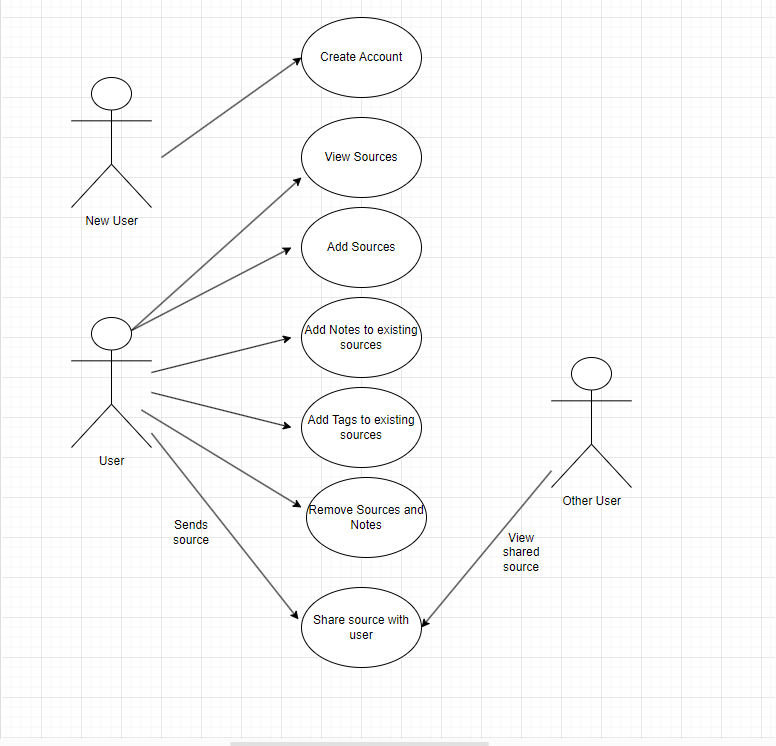 Create Account
View Sources
New User
Add Sources
Add Notes to existing
sources
Add Tags to existing
sources
User
Other User
Remove Sources and
Notes
Sends
source
View
shared
source
Share source with
user